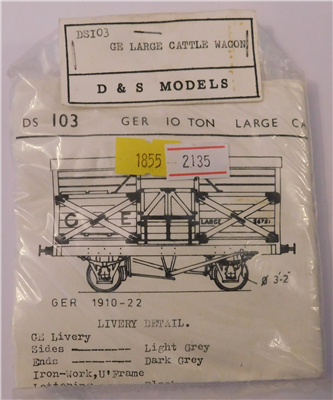 DS103
GE LARGE CATTLE WAGON
D & S MODELS
DS 103 GER 10 TON LARGE CA
1855 2135
G E LARGE
Ø 3'-2"
GER 1910-22
LIVERY DETAIL.
GE Livery
Sides ---------- Light Grey
Ends ---------- Dark Grey
Iron-Work,U'Frame